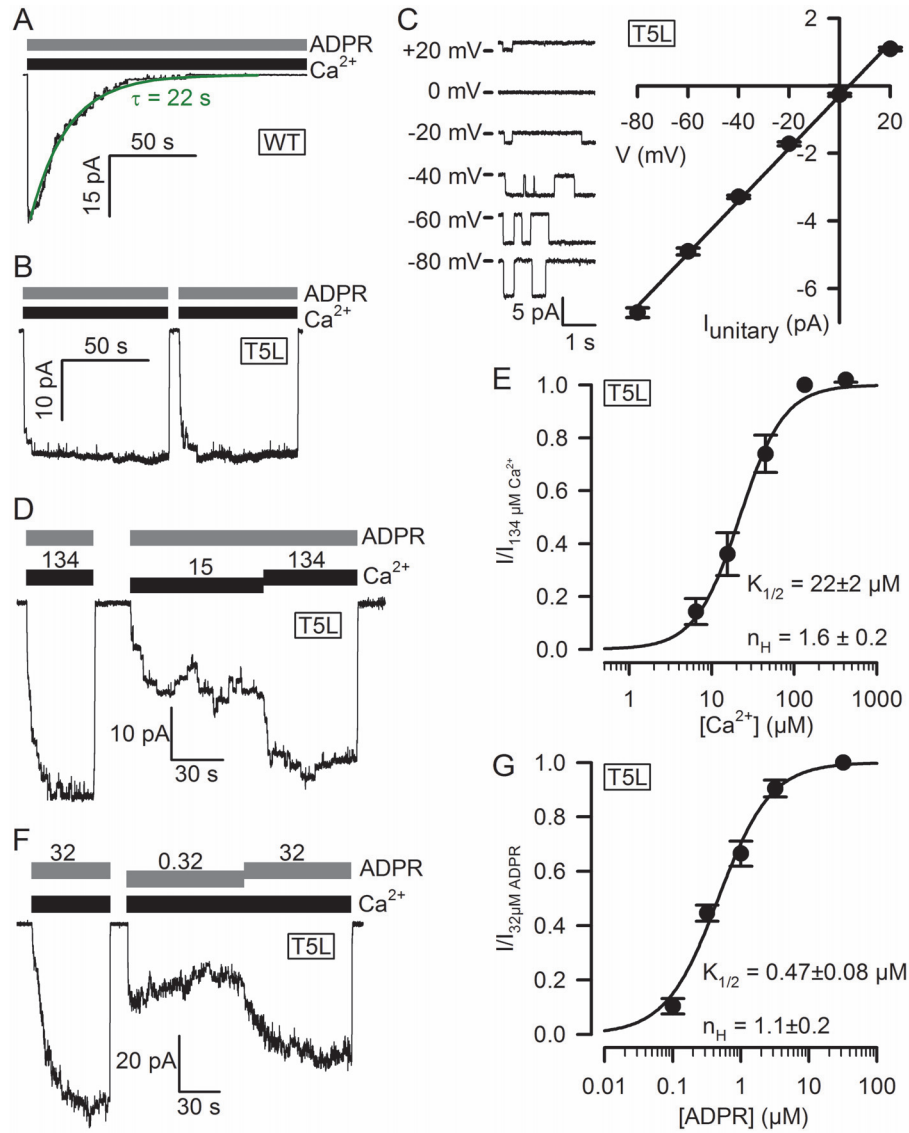 A
ADPR
Ca2+
τ = 22 s
50 s
15 pA
WT
B
ADPR
Ca2+
50 s
10 pA
T5L
C
+20 mV
0 mV
-20 mV
-40 mV
-60 mV
-80 mV
5 pA
1 s
T5L
2
-80 -60 -40 -20 20
V (mV)
-2
-4
-6
Iunitary (pA)
D
ADPR
134 15 134
Ca2+
T5L
10 pA
30 s
E
T5L
1.0
0.8
0.6
0.4
0.2
0.0
I/I134 μM Ca2+
K1/2 = 22±2 μM
nH = 1.6 ± 0.2
1 10 100 1000
[Ca2+] (μM)
F
32 0.32 32
ADPR
Ca2+
T5L
20 pA
30 s
G
T5L
1.0
0.8
0.6
0.4
0.2
0.0
I/I32μM ADPR
K1/2 = 0.47±0.08 μM
nH = 1.1±0.2
0.01 0.1 1 10 100
[ADPR] (μM)